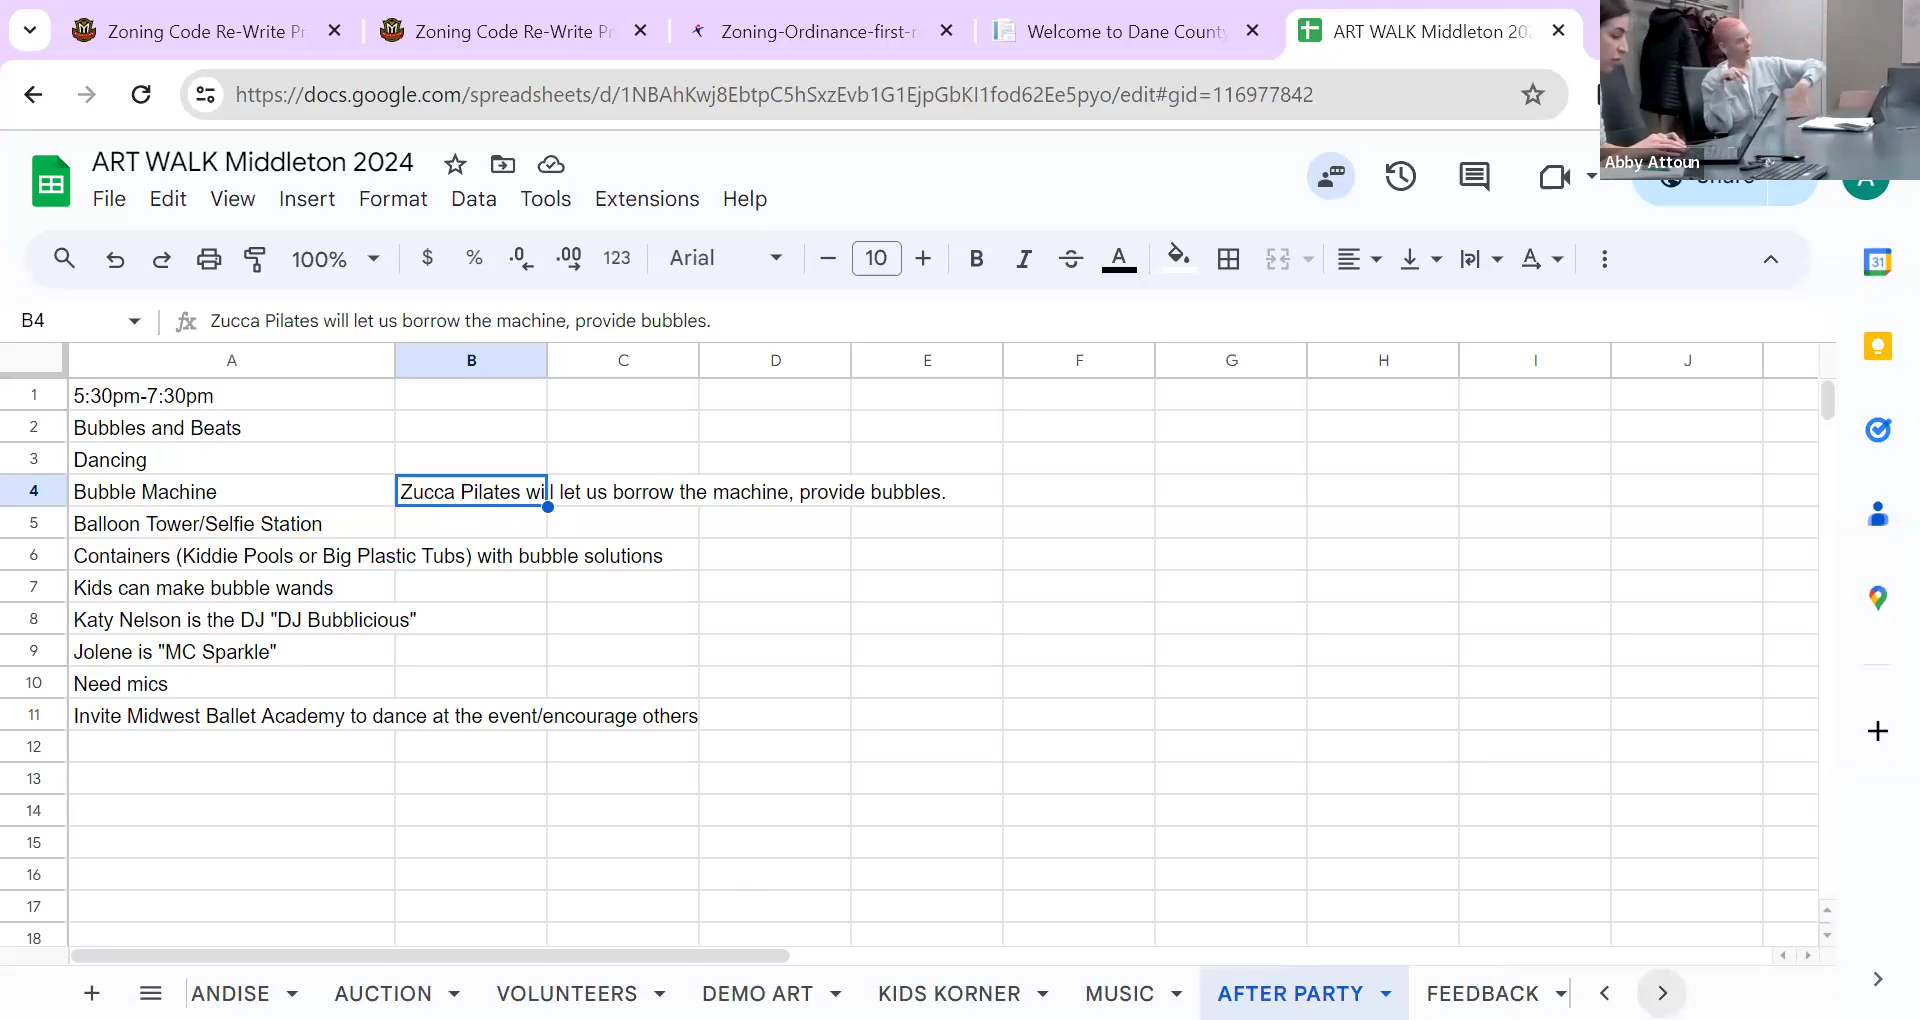 Zoning Code Re-Write Pr
Zoning Code Re-Write Pr
Zoning-Ordinance-first-r
Welcome to Dane County
ART WALK Middleton 20
https://docs.google.com/spreadsheets/d/1NBAhKwj8EbtpC5hSxzEvb1G1EjpGbKI1fod62Ee5pyo/edit#gid=116977842
ART WALK Middleton 2024
File Edit View Insert Format Data Tools Extensions Help
Abby Attoun
100% $ % .0 .00 123 Arial 10 B I S A
31
B4 fx Zucca Pilates will let us borrow the machine, provide bubbles.
A B C D E F G H I J
1 5:30pm-7:30pm
2 Bubbles and Beats
3 Dancing
4 Bubble Machine Zucca Pilates will let us borrow the machine, provide bubbles.
5 Balloon Tower/Selfie Station
6 Containers (Kiddie Pools or Big Plastic Tubs) with bubble solutions
7 Kids can make bubble wands
8 Katy Nelson is the DJ "DJ Bubblicious"
9 Jolene is "MC Sparkle"
10 Need mics
11 Invite Midwest Ballet Academy to dance at the event/encourage others
12
13
14
15
16
17
18
ANDISE AUCTION VOLUNTEERS DEMO ART KIDS KORNER MUSIC AFTER PARTY FEEDBACK